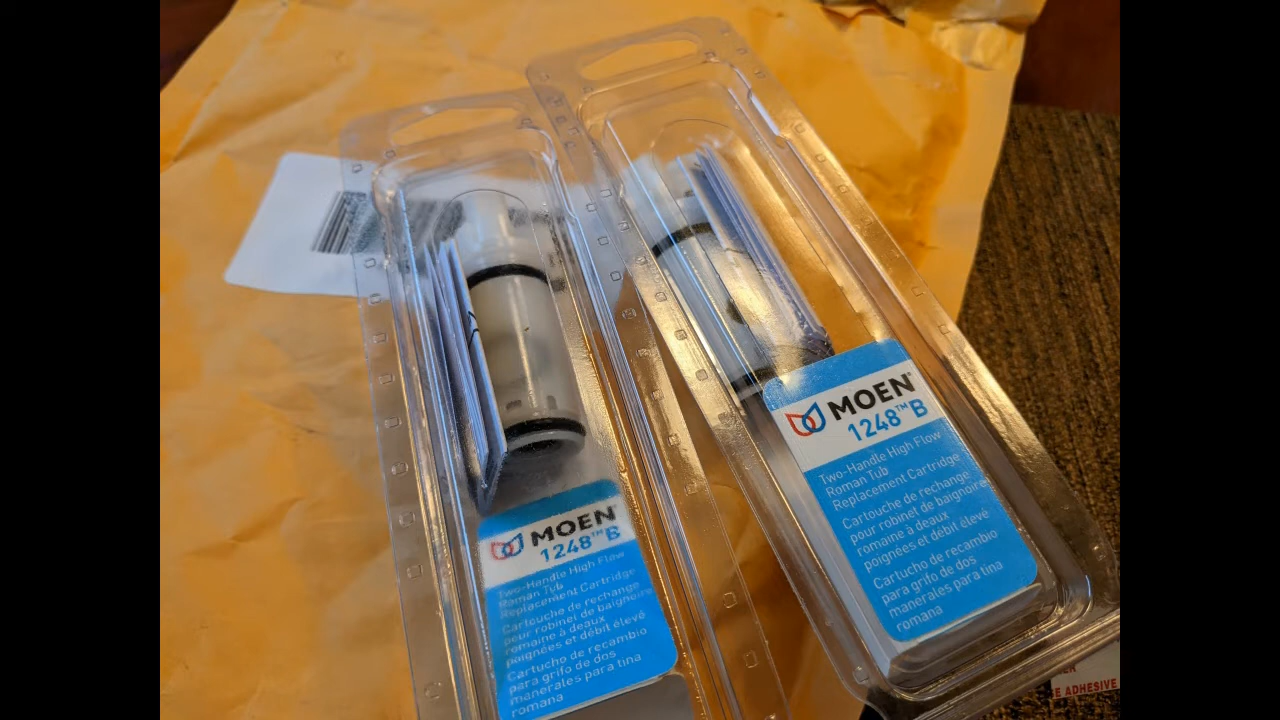 MOEN
1248™B
Two-Handle High Flow
Roman Tub
Replacement Cartridge
Cartouche de rechange
pour robinet de baignoire
romaine à deaux
poignées et débit élevé
Cartucho de recambio
para grifo de dos
manerales para tina
romana
MOEN®
1248™B
Two-Handle High Flow
Roman Tub
Replacement Cartridge
Cartouche de rechange
pour robinet de baignoire
romaine à deaux
poignées et débit élevé
Cartucho de recambio
para grifo de dos
manerales para tina
romana
ADHESIVE